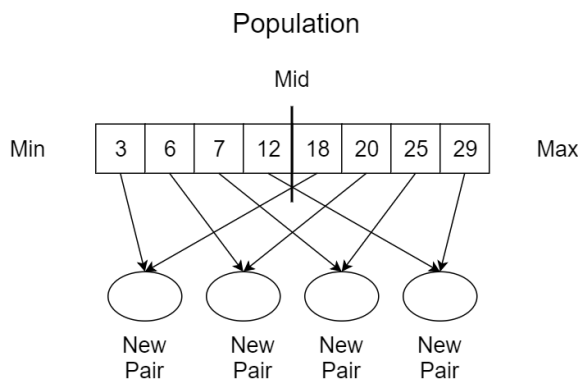 Population
Mid
Min 3 6 7 12 18 20 25 29 Max
New New New New
Pair Pair Pair Pair